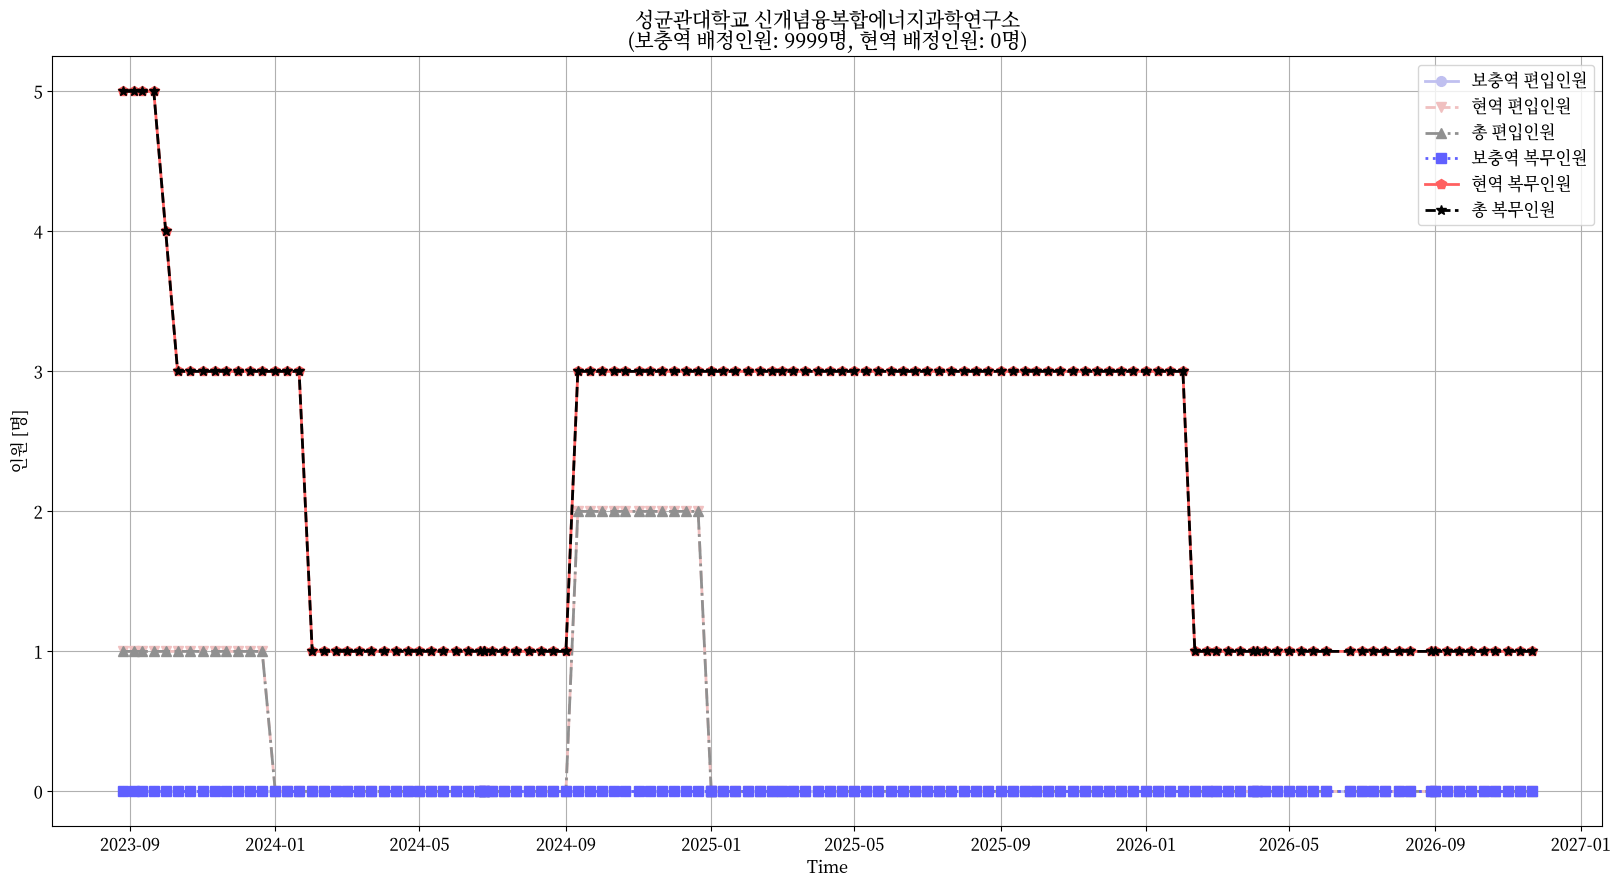 성균관대학교 신개념융복합에너지과학연구소
(보충역 배정인원: 9999명, 현역 배정인원: 0명)
보충역 편입인원
현역 편입인원
총 편입인원
보충역 복무인원
현역 복무인원
총 복무인원
인원 [명]
5
4
3
2
1
0
2023-09
2024-01
2024-05
2024-09
2025-01
2025-05
2025-09
2026-01
2026-05
2026-09
2027-01
Time